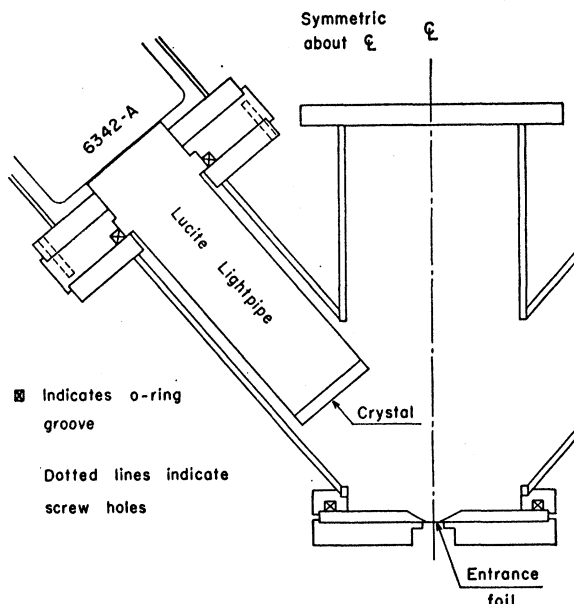 Symmetric
about ℄
℄
6342-A
Lucite Lightpipe
Indicates o-ring
groove
Crystal
Dotted lines indicate
screw holes
Entrance
foil